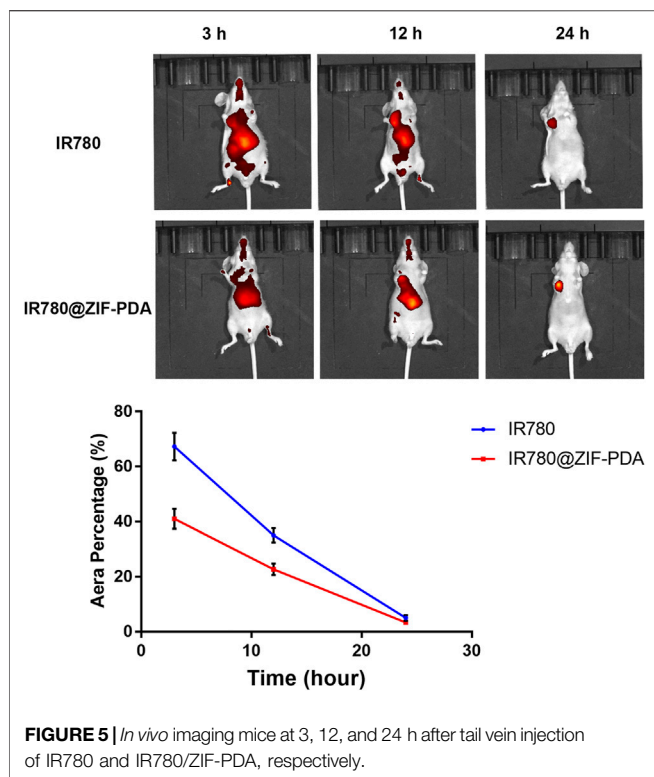 3 h 12 h 24 h
IR780
IR780@ZIF-PDA
80
60
40
20
0
Aera Percentage (%)
0 10 20 30
Time (hour)
IR780
IR780@ZIF-PDA
FIGURE 5 | In vivo imaging mice at 3, 12, and 24 h after tail vein injection
of IR780 and IR780/ZIF-PDA, respectively.